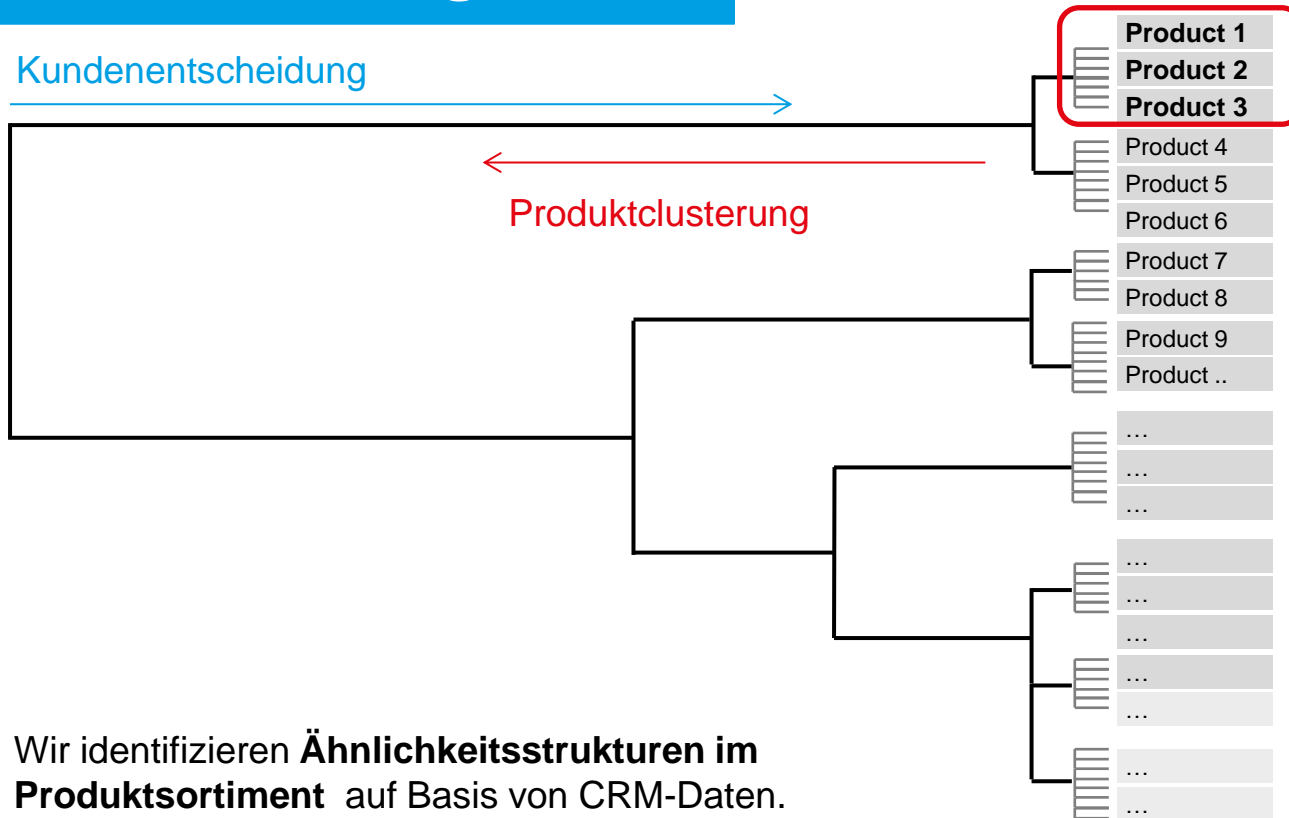 Kundenentscheidung
Produktclusterung
Product 1
Product 2
Product 3
Product 4
Product 5
Product 6
Product 7
Product 8
Product 9
Product ..
…
…
…
…
…
…
…
…
…
…
Wir identifizieren Ähnlichkeitsstrukturen im
Produktsortiment auf Basis von CRM-Daten.